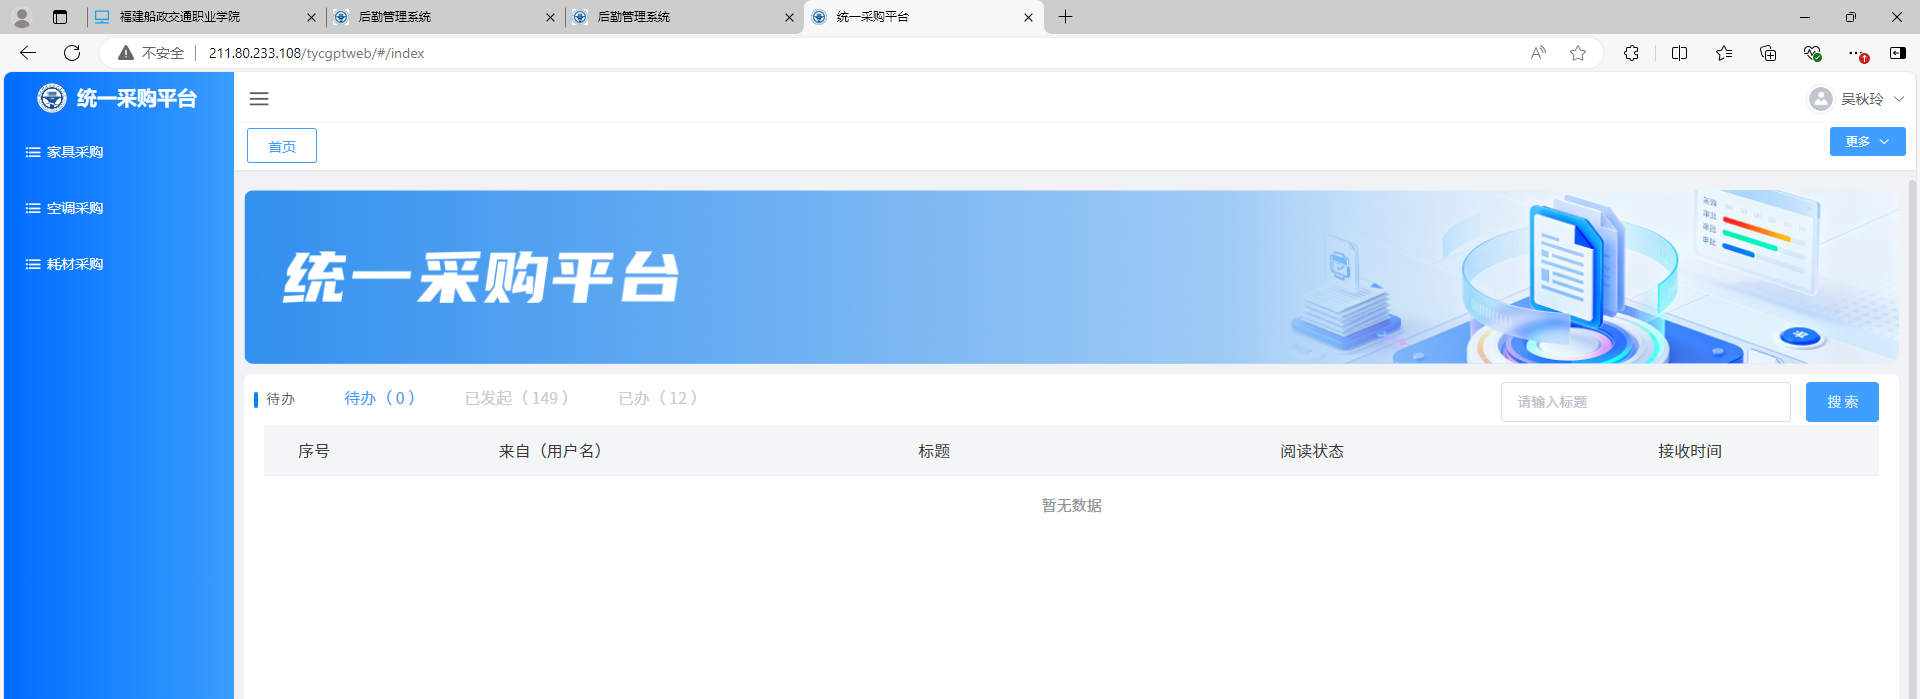 福建船政交通职业学院
后勤管理系统
后勤管理系统
统一采购平台
不安全
211.80.233.108/tycgptweb/#/index
统一采购平台
吴秋玲
首页
更多
家具采购
空调采购
耗材采购
统一采购平台
待办
待办（ 0 ）
已发起（ 149 ）
已办（ 12 ）
请输入标题
搜 索
序号
来自（用户名）
标题
阅读状态
接收时间
暂无数据